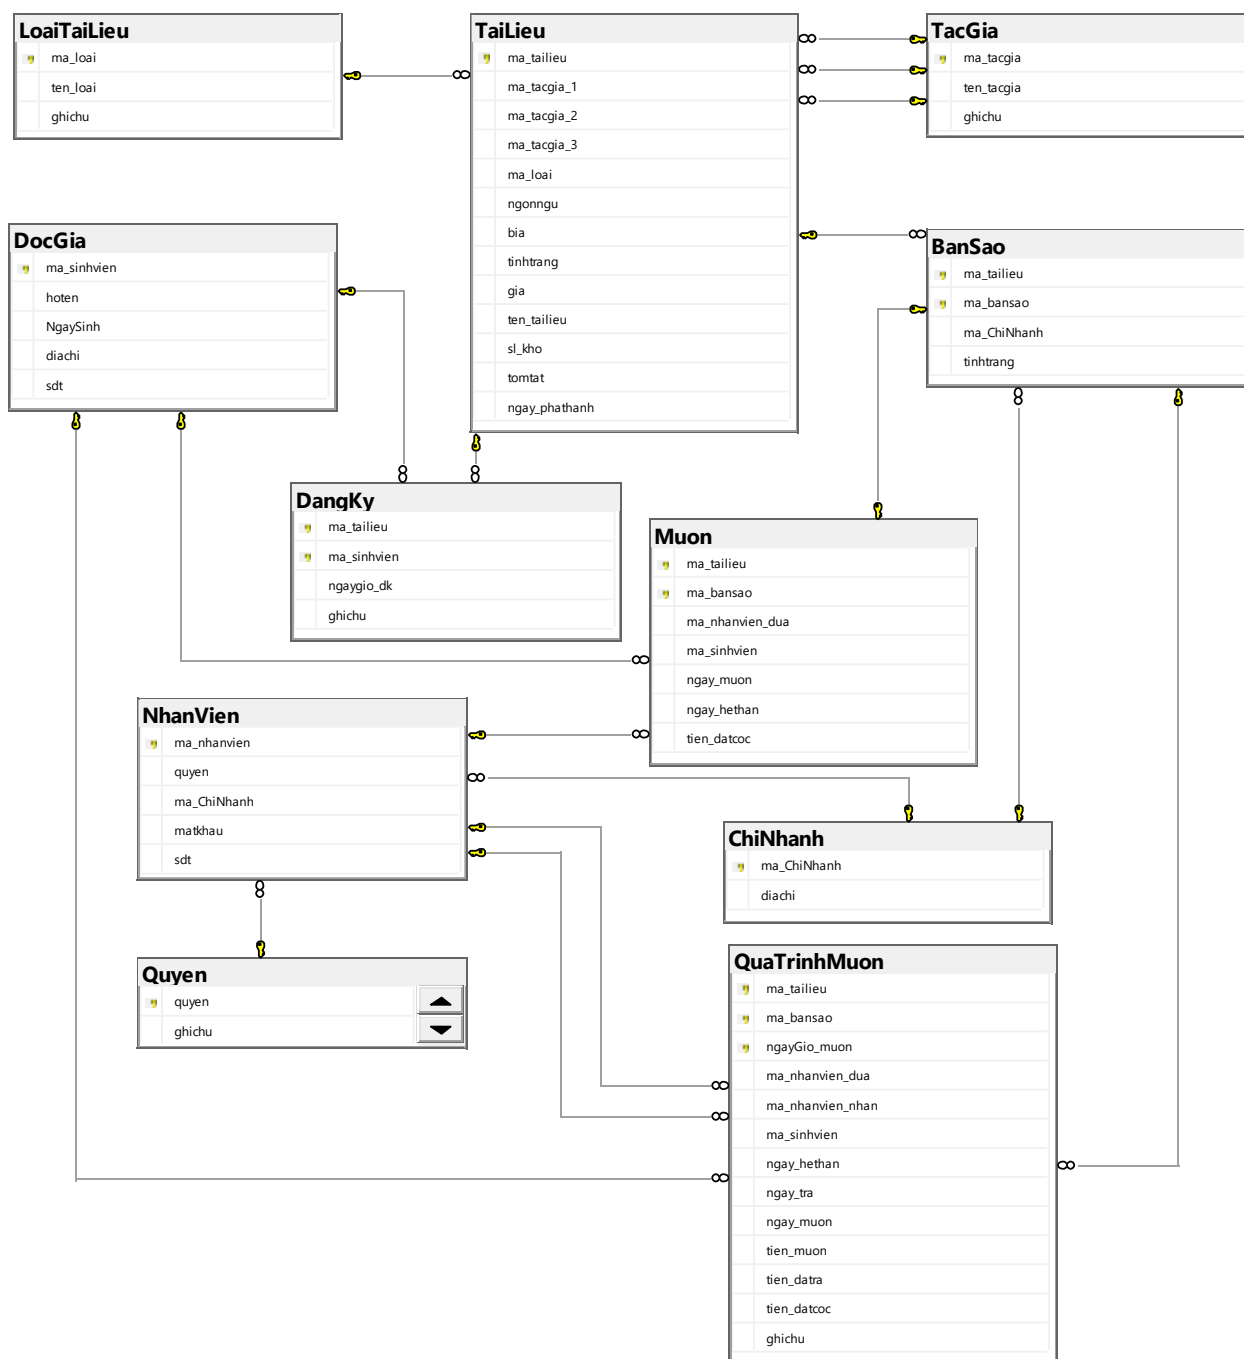 LoaiTaiLieu
ma_loai
ten_loai
ghichu
TaiLieu
ma_tailieu
ma_tacgia_1
ma_tacgia_2
ma_tacgia_3
ma_loai
ngonngu
bia
tinhtrang
gia
ten_tailieu
sl_kho
tomtat
ngay_phathanh
TacGia
ma_tacgia
ten_tacgia
ghichu
DocGia
ma_sinhvien
hoten
NgaySinh
diachi
sdt
BanSao
ma_tailieu
ma_bansao
ma_ChiNhanh
tinhtrang
DangKy
ma_tailieu
ma_sinhvien
ngaygio_dk
ghichu
Muon
ma_tailieu
ma_bansao
ma_nhanvien_dua
ma_sinhvien
ngay_muon
ngay_hethan
tien_datcoc
NhanVien
ma_nhanvien
quyen
ma_ChiNhanh
matkhau
sdt
ChiNhanh
ma_ChiNhanh
diachi
Quyen
quyen
ghichu
QuaTrinhMuon
ma_tailieu
ma_bansao
ngayGio_muon
ma_nhanvien_dua
ma_nhanvien_nhan
ma_sinhvien
ngay_hethan
ngay_tra
ngay_muon
tien_muon
tien_datra
tien_datcoc
ghichu